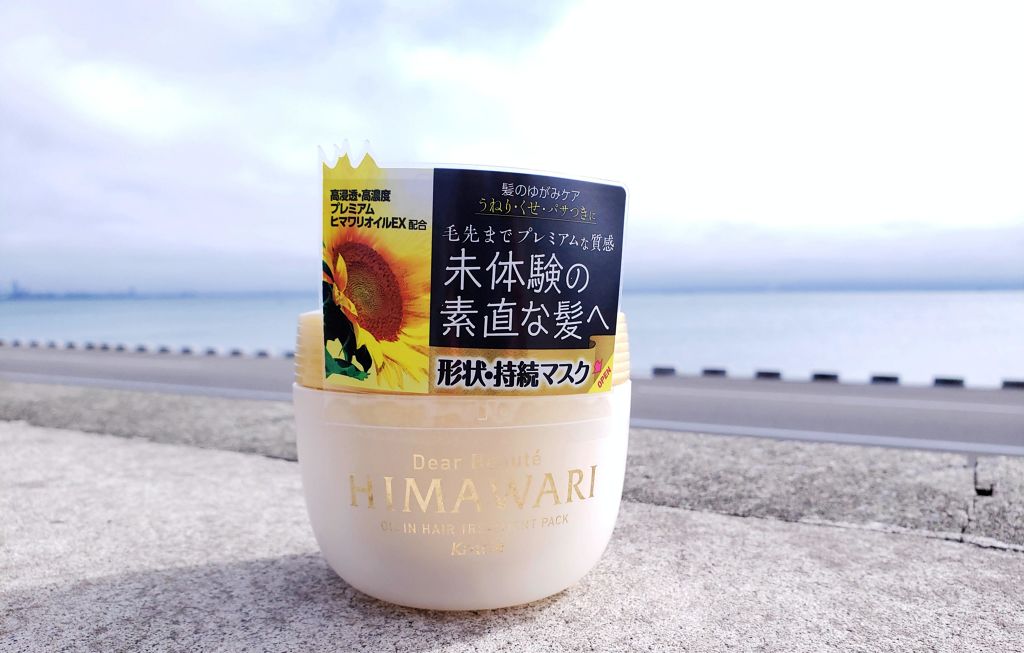 高浸透・高濃度
プレミアム
ヒマワリオイルEX 配合
髪のゆがみケア
うねり・くせ・パサつきに
毛先までプレミアムな質感
未体験の
素直な髪へ
形状・持続マスク
OPEN
Dear Beauté
HIMAWARI
OIL IN HAIR TREATMENT PACK